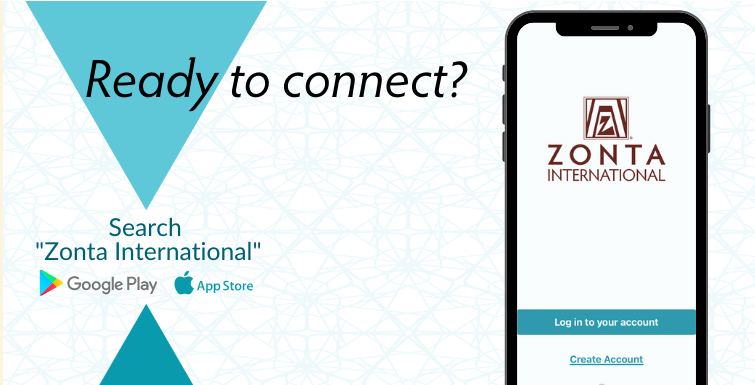 Ready to connect?
Search
"Zonta International"
Google Play
App Store
ZONTA
INTERNATIONAL
Log in to your account
Create Account